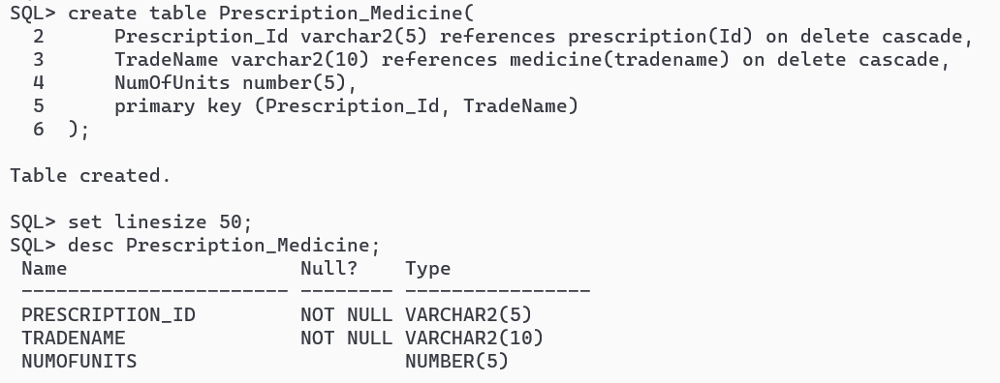 SQL> create table Prescription_Medicine(
  2      Prescription_Id varchar2(5) references prescription(Id) on delete cascade,
  3      TradeName varchar2(10) references medicine(tradename) on delete cascade,
  4      NumOfUnits number(5),
  5      primary key (Prescription_Id, TradeName)
  6  );
Table created.
SQL> set linesize 50;
SQL> desc Prescription_Medicine;
 Name                    Null?    Type
 ----------------------- -------- ----------------
 PRESCRIPTION_ID         NOT NULL VARCHAR2(5)
 TRADENAME               NOT NULL VARCHAR2(10)
 NUMOFUNITS                       NUMBER(5)